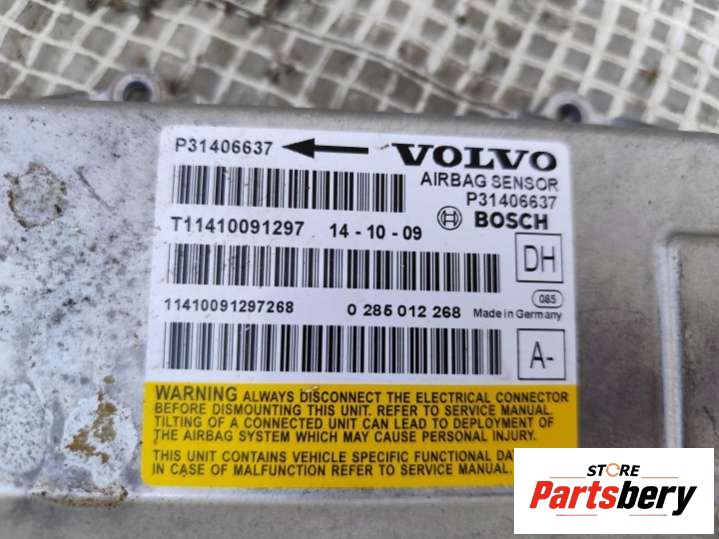 P31406637
VOLVO
AIRBAG SENSOR
P31406637
BOSCH
T11410091297 14-10-09
DH
085
11410091297268 0 285 012 268 Made in Germany
A-
WARNING ALWAYS DISCONNECT THE ELECTRICAL CONNECTOR
BEFORE DISMOUNTING THIS UNIT. REFER TO SERVICE MANUAL.
TILTING OF A CONNECTED UNIT CAN LEAD TO DEPLOYMENT OF
THE AIRBAG SYSTEM WHICH MAY CAUSE PERSONAL INJURY.
THIS UNIT CONTAINS VEHICLE SPECIFIC FUNCTIONAL
IN CASE OF MALFUNCTION REFER TO SERVICE MANUAL.
STORE
Partsbery